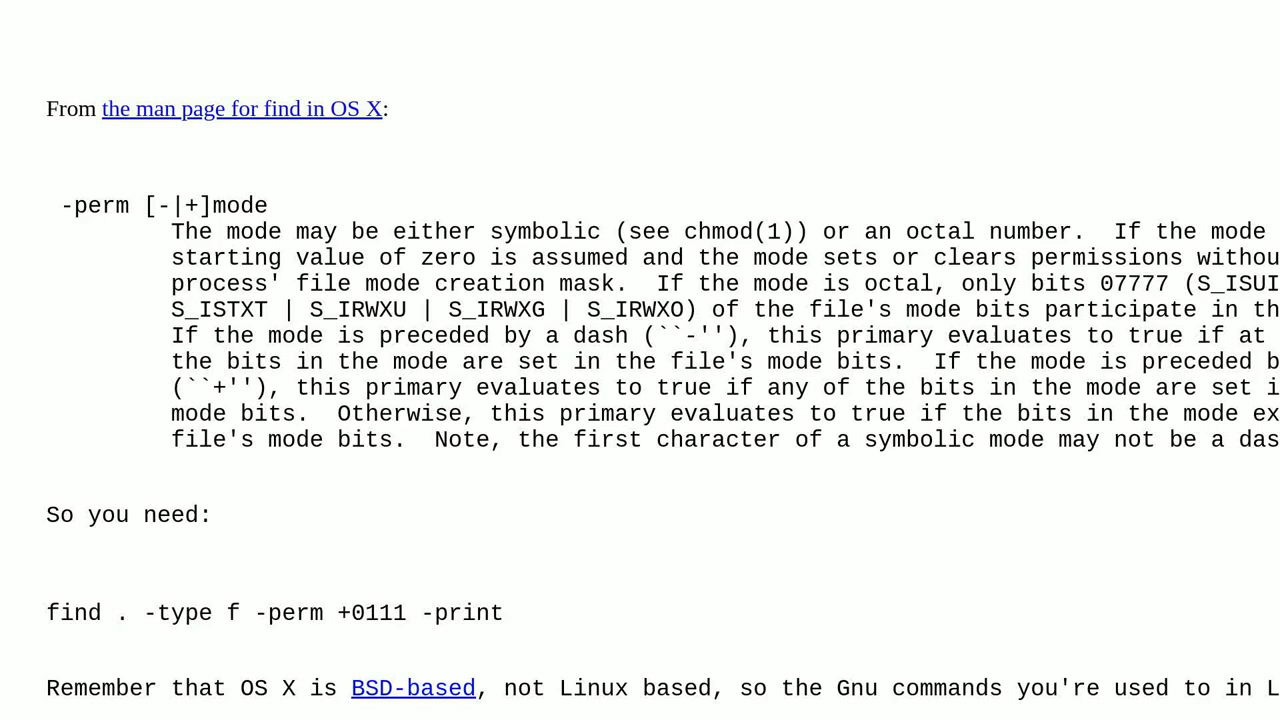 From the man page for find in OS X:
-perm [-|+]mode
The mode may be either symbolic (see chmod(1)) or an octal number.  If the mode
starting value of zero is assumed and the mode sets or clears permissions withou
process' file mode creation mask.  If the mode is octal, only bits 07777 (S_ISUI
S_ISTXT | S_IRWXU | S_IRWXG | S_IRWXO) of the file's mode bits participate in th
If the mode is preceded by a dash (``-''), this primary evaluates to true if at
the bits in the mode are set in the file's mode bits.  If the mode is preceded b
(``+''), this primary evaluates to true if any of the bits in the mode are set i
mode bits.  Otherwise, this primary evaluates to true if the bits in the mode ex
file's mode bits.  Note, the first character of a symbolic mode may not be a das
So you need:
find . -type f -perm +0111 -print
Remember that OS X is BSD-based, not Linux based, so the Gnu commands you're used to in L